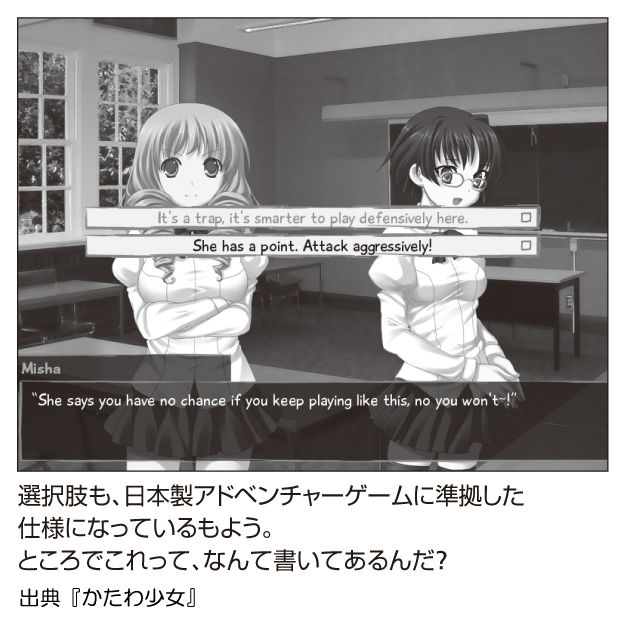 It's a trap, it's smarter to play defensively here.
She has a point. Attack aggressively!
Misha
“She says you have no chance if you keep playing like this, no you won't~!”
選択肢も、日本製アドベンチャーゲームに準拠した
仕様になっているもよう。
ところでこれって、なんて書いてあるんだ?
出典『かたわ少女』